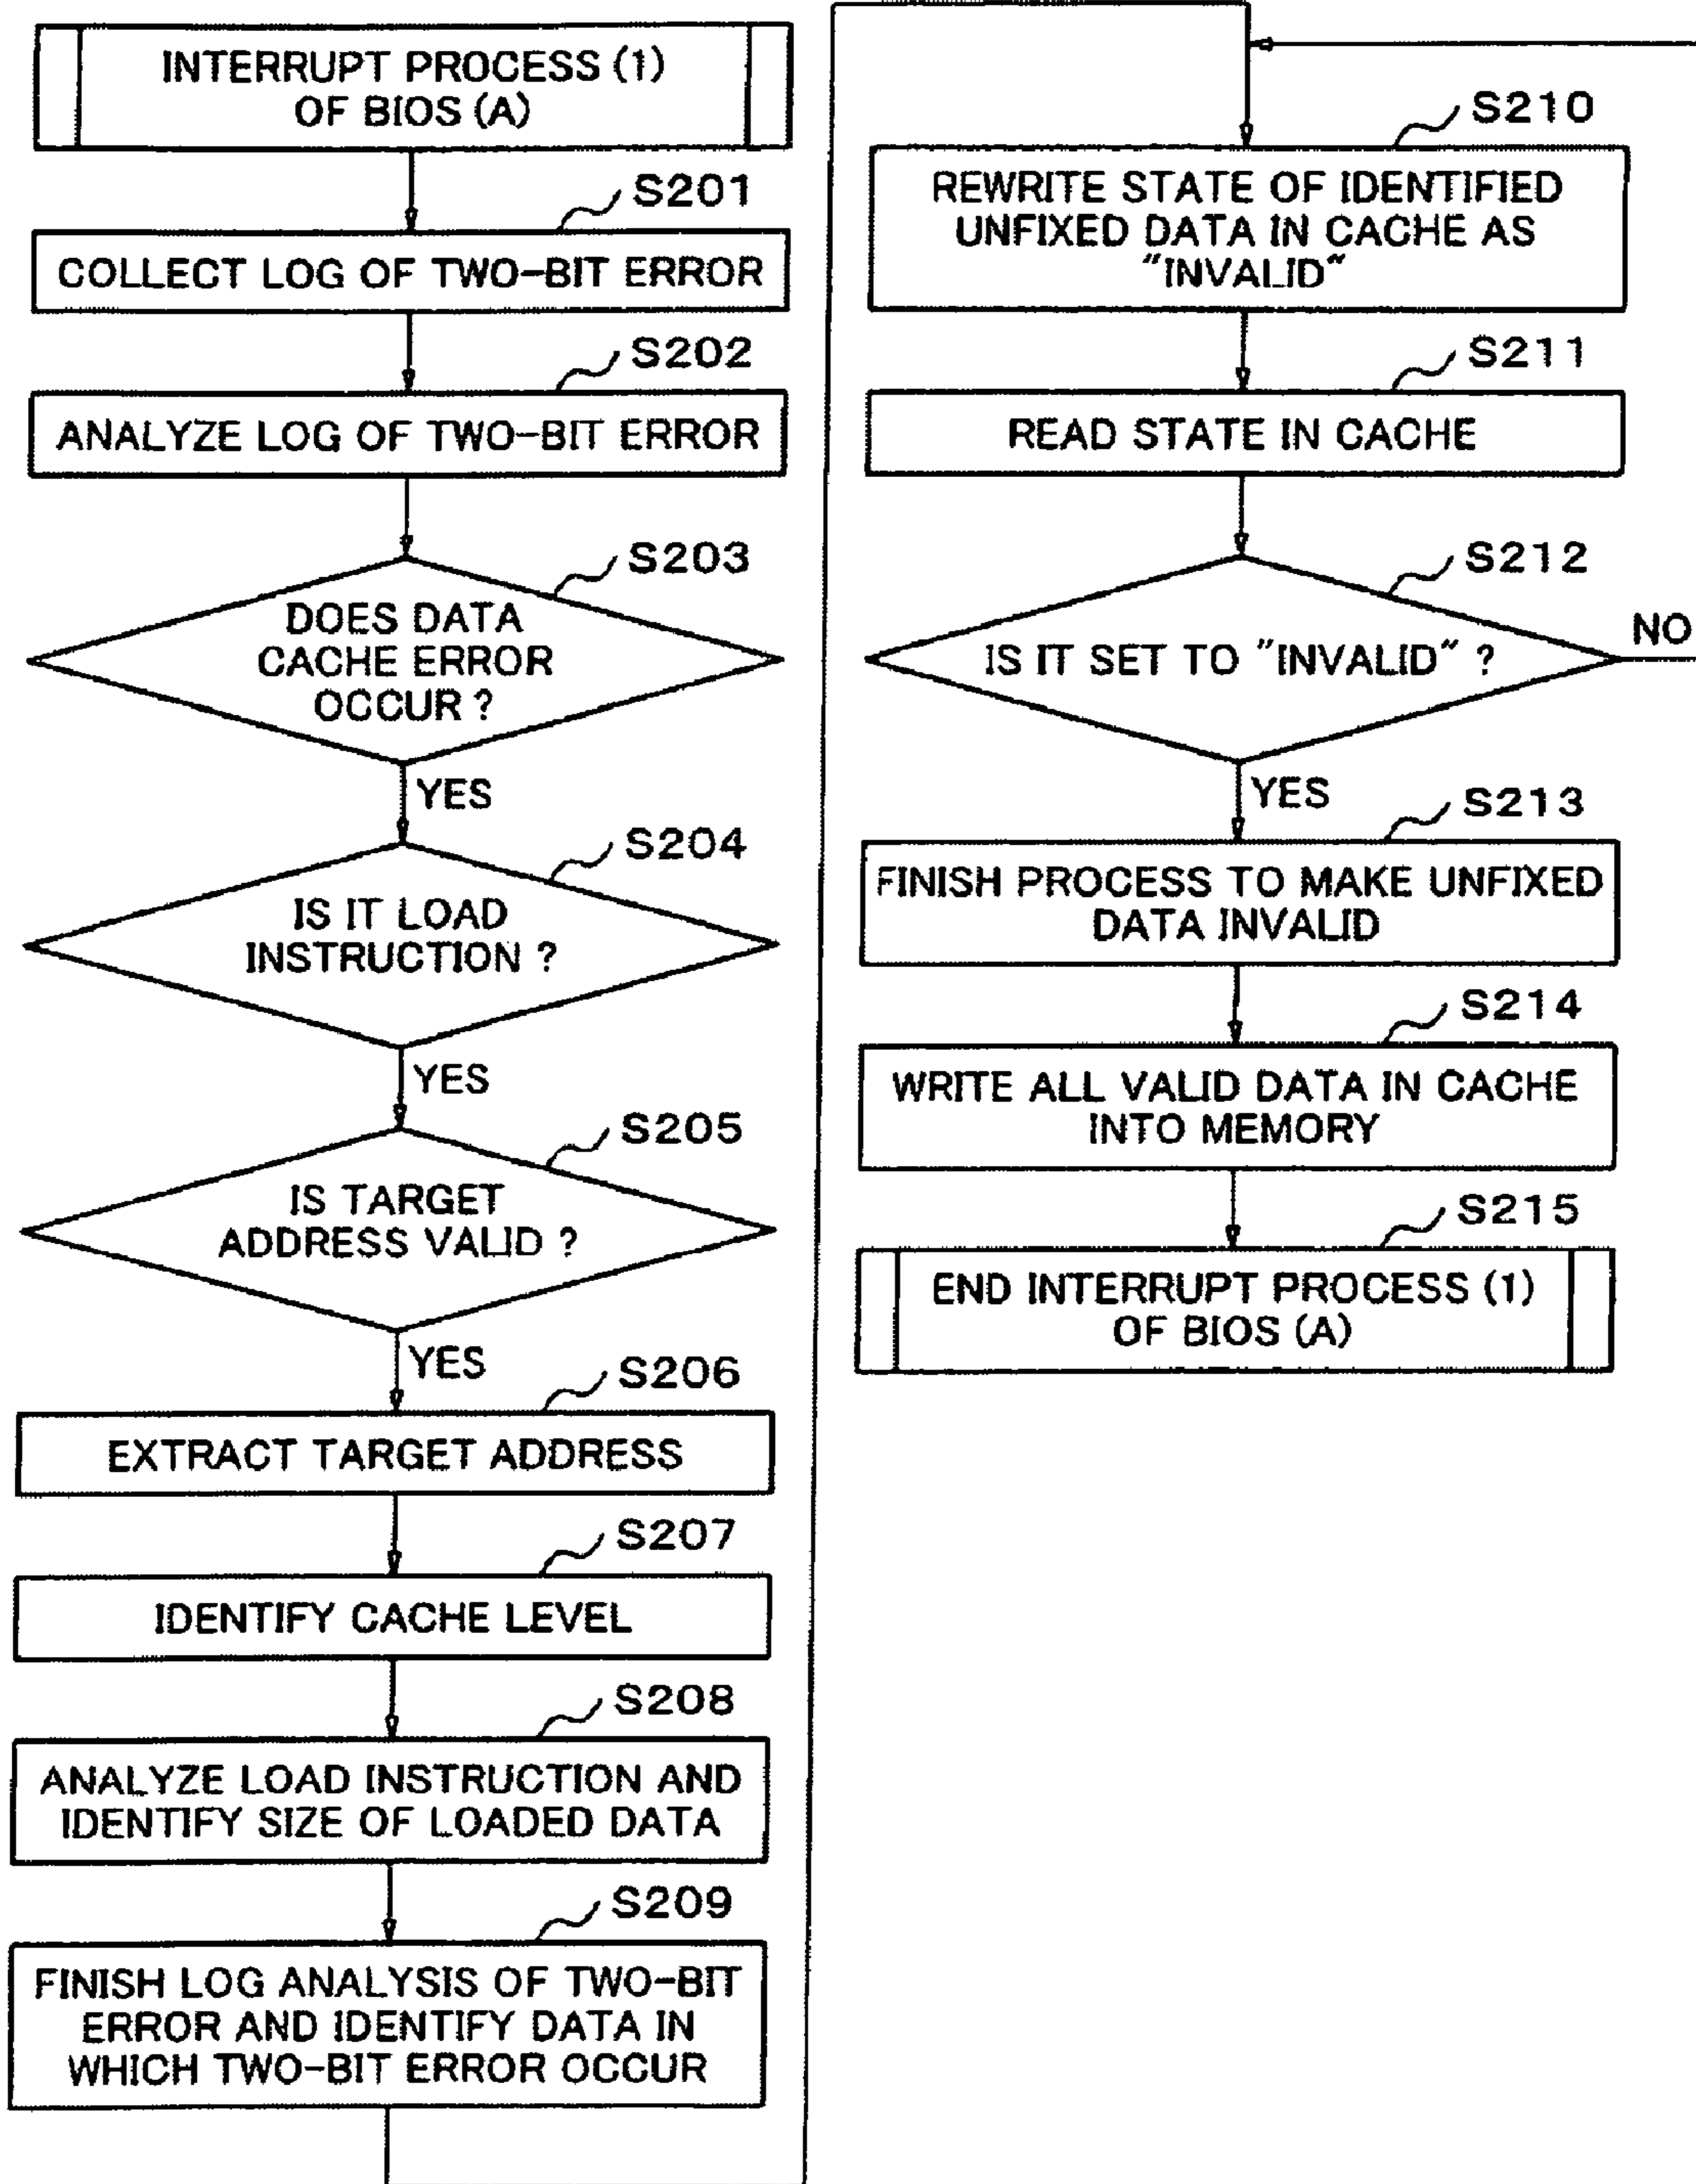 INTERRUPT PROCESS (1)
OF BIOS (A)
S201
COLLECT LOG OF TWO-BIT ERROR
S202
ANALYZE LOG OF TWO-BIT ERROR
S203
DOES DATA
CACHE ERROR
OCCUR ?
YES
S204
IS IT LOAD
INSTRUCTION ?
YES
S205
IS TARGET
ADDRESS VALID ?
YES
S206
EXTRACT TARGET ADDRESS
S207
IDENTIFY CACHE LEVEL
S208
ANALYZE LOAD INSTRUCTION AND
IDENTIFY SIZE OF LOADED DATA
S209
FINISH LOG ANALYSIS OF TWO-BIT
ERROR AND IDENTIFY DATA IN
WHICH TWO-BIT ERROR OCCUR
S210
REWRITE STATE OF IDENTIFIED
UNFIXED DATA IN CACHE AS
"INVALID"
S211
READ STATE IN CACHE
S212
IS IT SET TO "INVALID" ?
NO
YES
S213
FINISH PROCESS TO MAKE UNFIXED
DATA INVALID
S214
WRITE ALL VALID DATA IN CACHE
INTO MEMORY
S215
END INTERRUPT PROCESS (1)
OF BIOS (A)